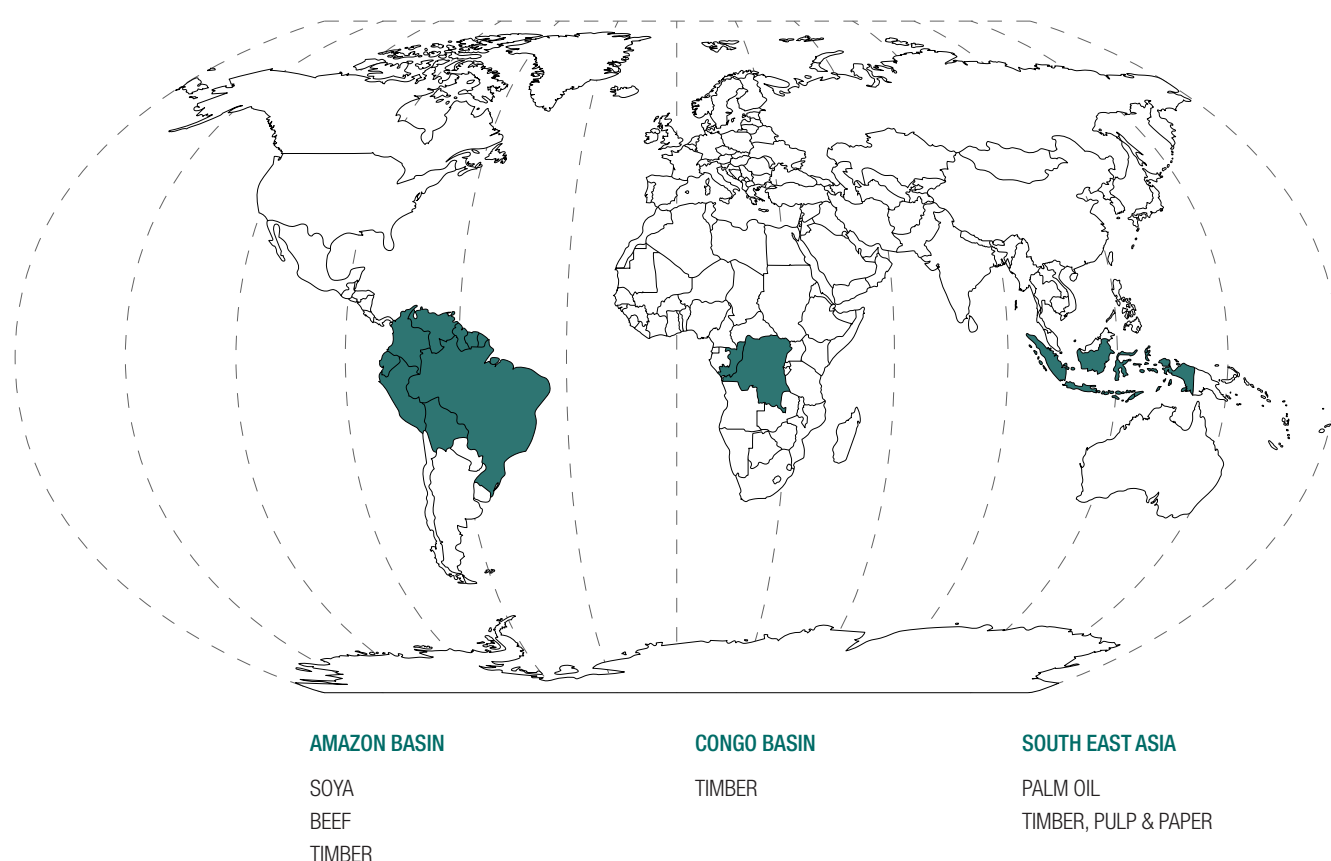 AMAZON BASIN
SOYA
BEEF
TIMBER
CONGO BASIN
TIMBER
SOUTH EAST ASIA
PALM OIL
TIMBER, PULP & PAPER